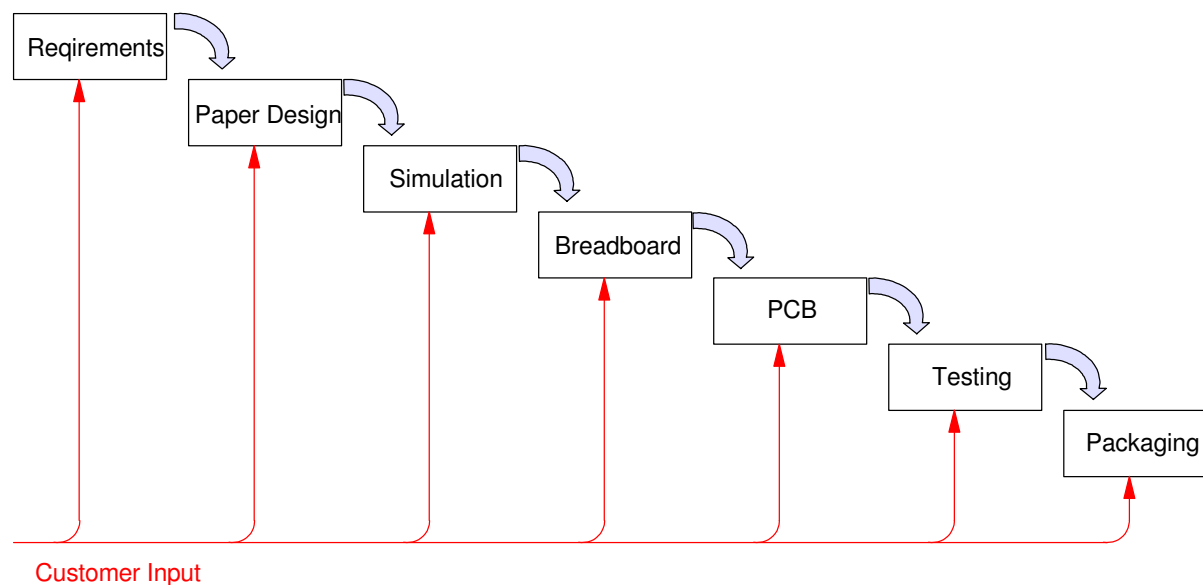 Reqirements
Paper Design
Simulation
Breadboard
PCB
Testing
Packaging
Customer Input